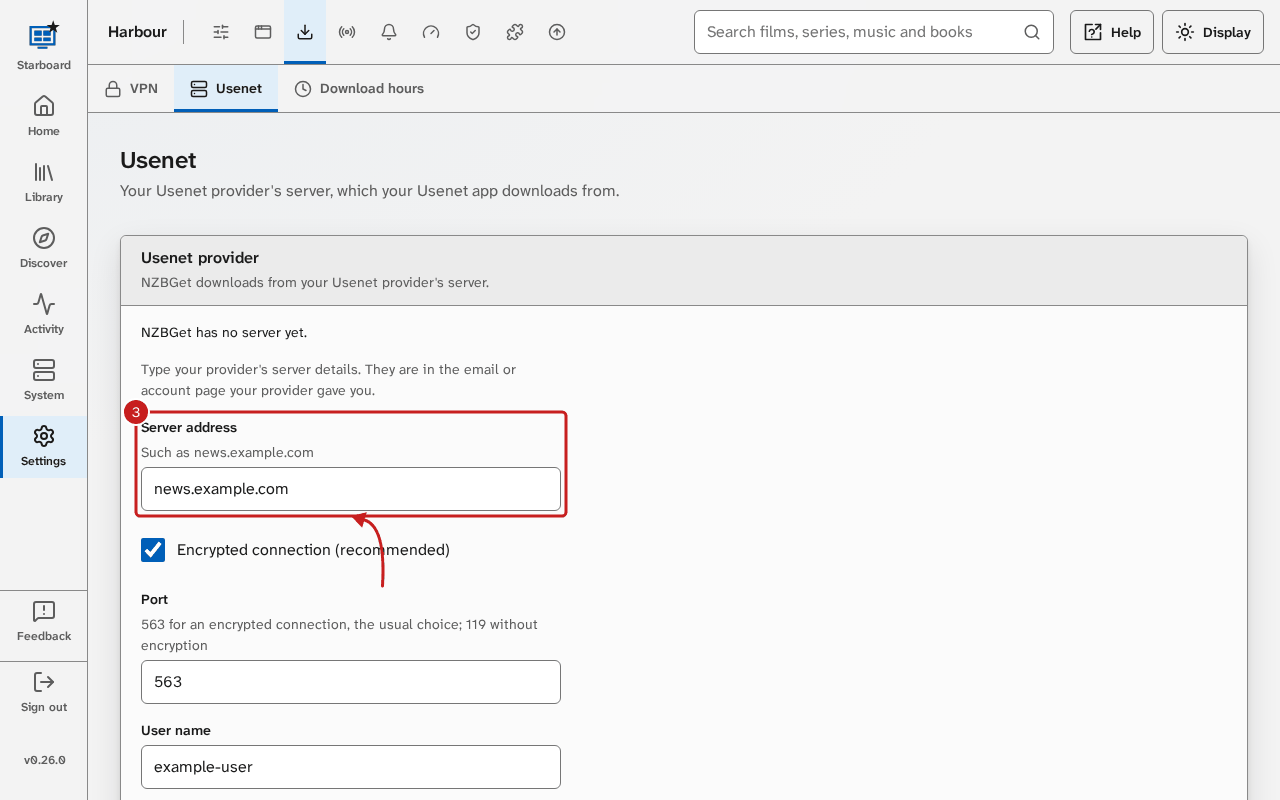 Starboard
Home
Library
Discover
Activity
System
Settings
Feedback
Sign out
v0.26.0
Harbour
Search films, series, music and books
Help
Display
VPN
Usenet
Download hours
Usenet
Your Usenet provider's server, which your Usenet app downloads from.
Usenet provider
NZBGet downloads from your Usenet provider's server.
NZBGet has no server yet.
Type your provider's server details. They are in the email or
account page your provider gave you.
3
Server address
Such as news.example.com
news.example.com
Encrypted connection (recommended)
Port
563 for an encrypted connection, the usual choice; 119 without
encryption
563
User name
example-user